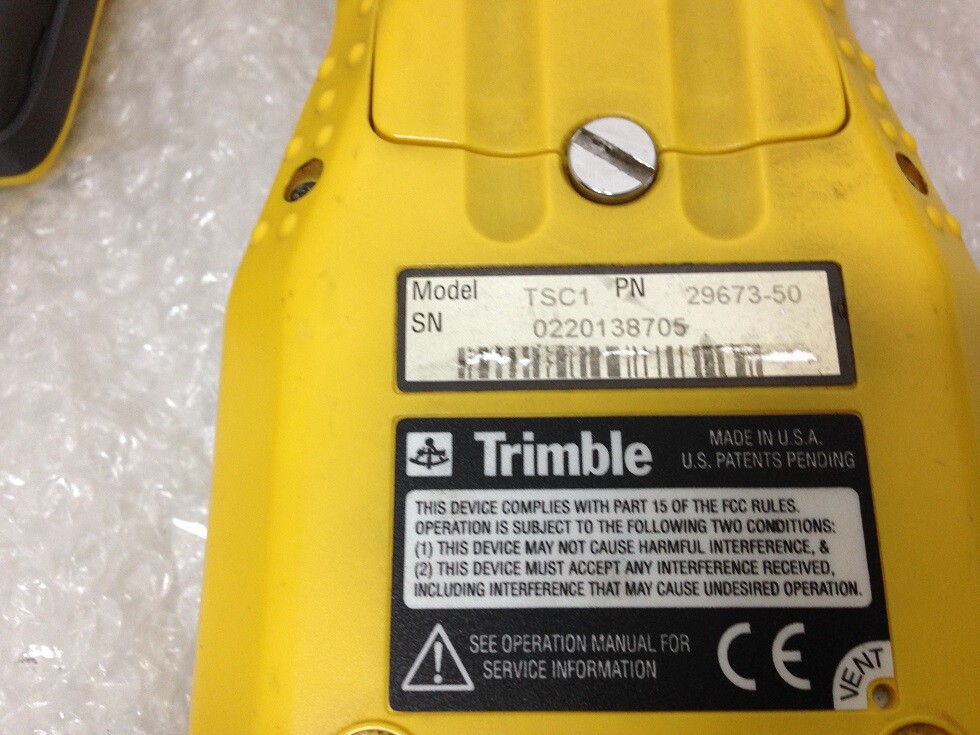 Model TSC1 PN 29673-50
SN 0220138705
Trimble
MADE IN U.S.A.
U.S. PATENTS PENDING
THIS DEVICE COMPLIES WITH PART 15 OF THE FCC RULES.
OPERATION IS SUBJECT TO THE FOLLOWING TWO CONDITIONS:
(1) THIS DEVICE MAY NOT CAUSE HARMFUL INTERFERENCE, &
(2) THIS DEVICE MUST ACCEPT ANY INTERFERENCE RECEIVED,
INCLUDING INTERFERENCE THAT MAY CAUSE UNDESIRED OPERATION.
SEE OPERATION MANUAL FOR
SERVICE INFORMATION
CE
VENT